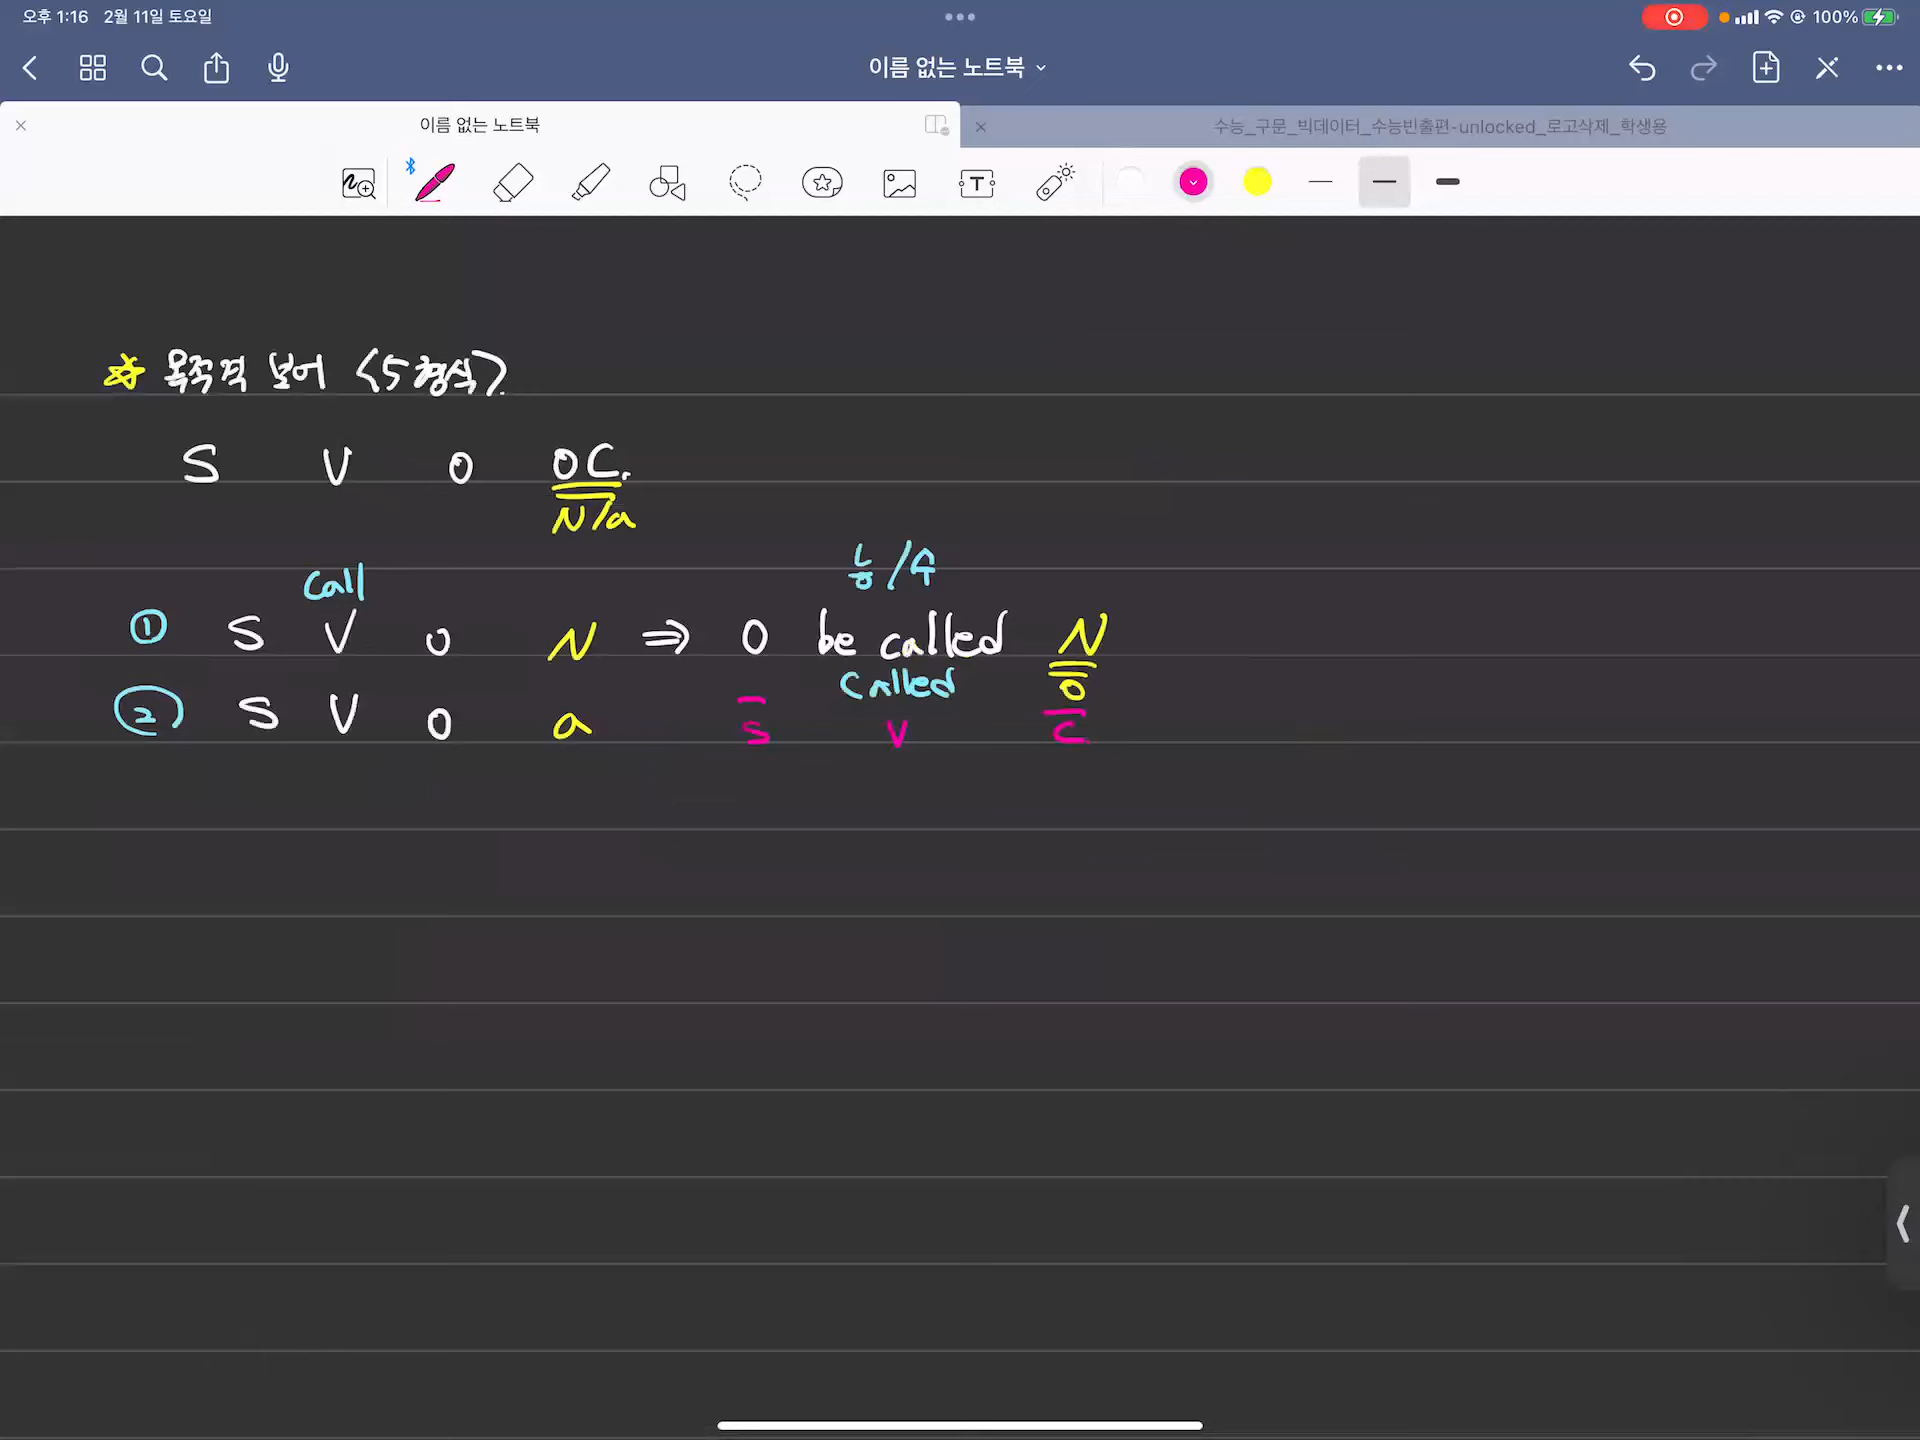 오후 1:16 2월 11일 토요일
100%
이름 없는 노트북
이름 없는 노트북
수능_구문_빅데이터_수능빈출편-unlocked_로고삭제_학생용
목적격 보어 <5형식>.
S V O OC.
N/a
call 능/수
① S V O N ⇒ O be called N
called O
② S V O a S V C